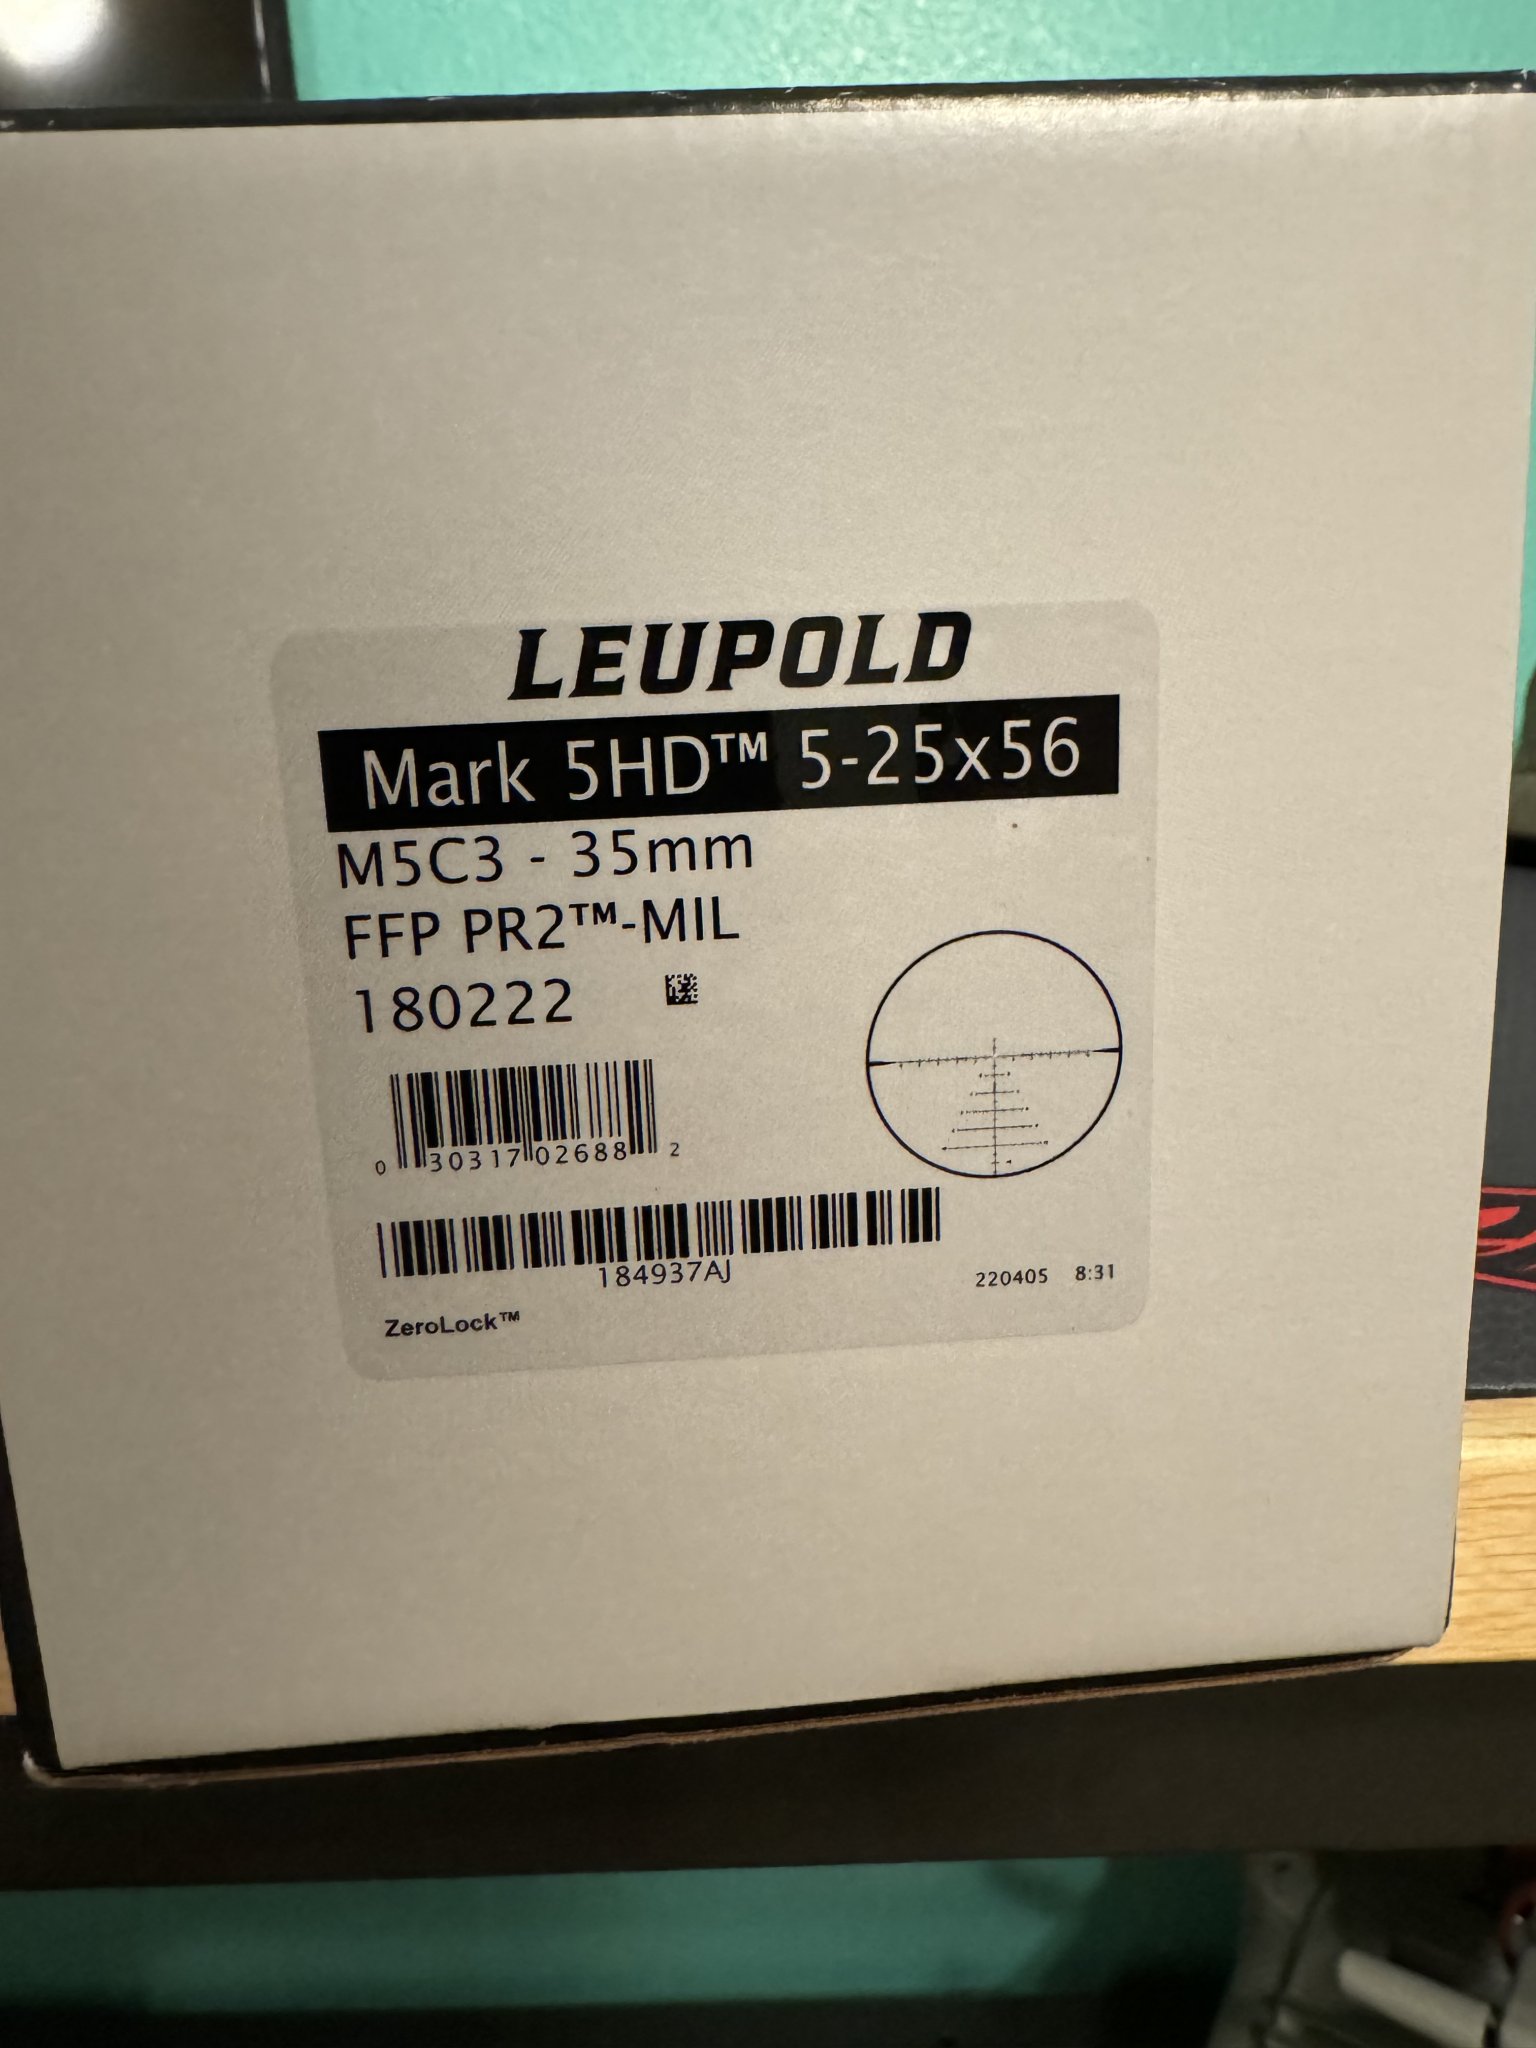 LEUPOLD
Mark 5HD™ 5-25x56
M5C3 - 35mm
FFP PR2™-MIL
180222
0 30317 02688 2
184937AJ
220405 8:31
ZeroLock™